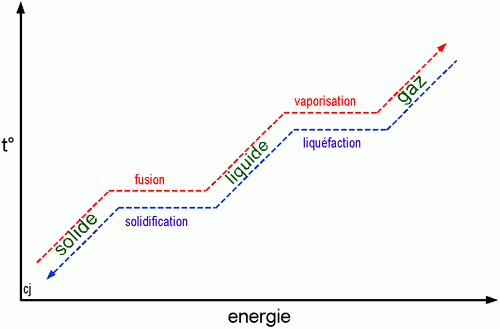 vaporisation
gaz
liquéfaction
t°
fusion
liquide
solide
solidification
cj
energie